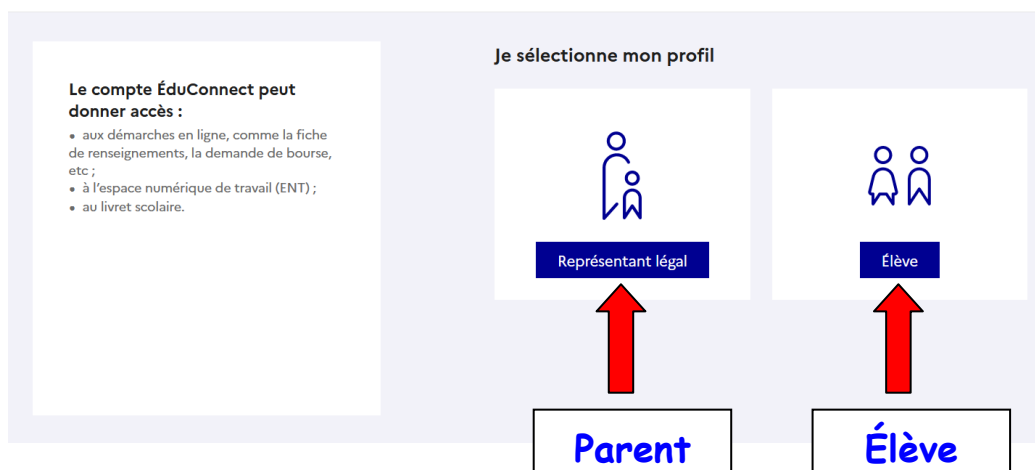 Le compte ÉduConnect peut
donner accès :
• aux démarches en ligne, comme la fiche
de renseignements, la demande de bourse,
etc ;
• à l'espace numérique de travail (ENT) ;
• au livret scolaire.
Je sélectionne mon profil
Représentant légal
Élève
Parent
Élève